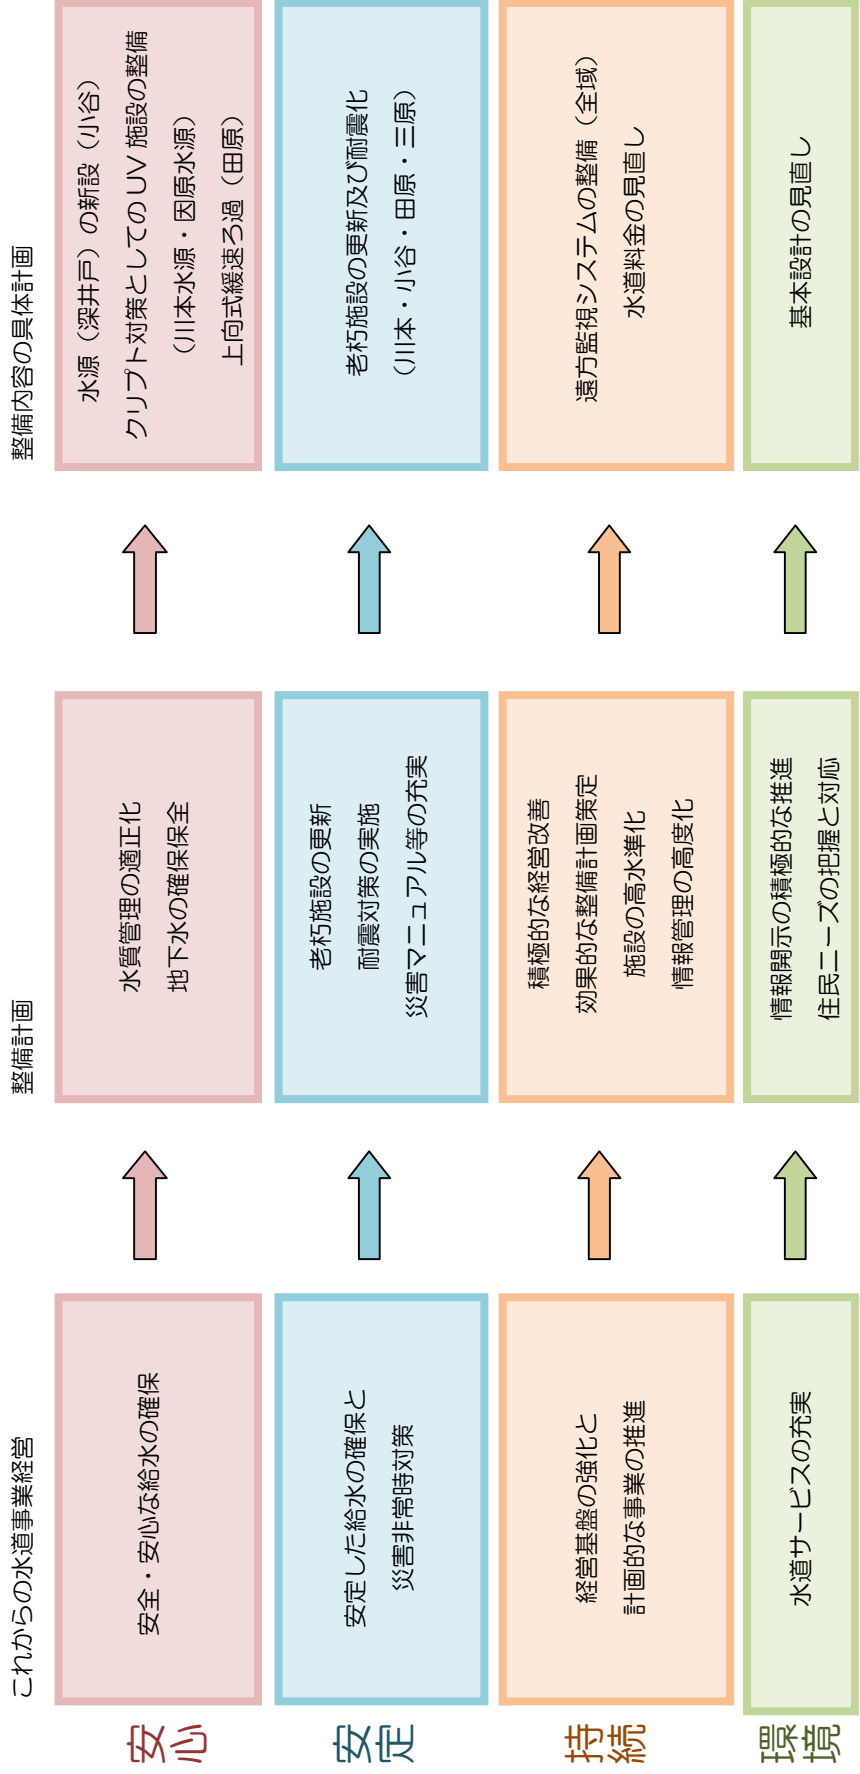 これからの水道事業経営
整備計画
整備内容の具体計画
安心
安全・安心な給水の確保
水質管理の適正化
地下水の確保保全
水源（深井戸）の新設（小谷）
クリプト対策としてのUV 施設の整備
（川本水源・因原水源）
上向式緩速ろ過（田原）
安定
安定した給水の確保と
災害非常時対策
老朽施設の更新
耐震対策の実施
災害マニュアル等の充実
老朽施設の更新及び耐震化
（川本・小谷・田原・三原）
持続
経営基盤の強化と
計画的な事業の推進
積極的な経営改善
効果的な整備計画策定
施設の高水準化
情報管理の高度化
遠方監視システムの整備（全域）
水道料金の見直し
環境
水道サービスの充実
情報開示の積極的な推進
住民ニーズの把握と対応
基本設計の見直し